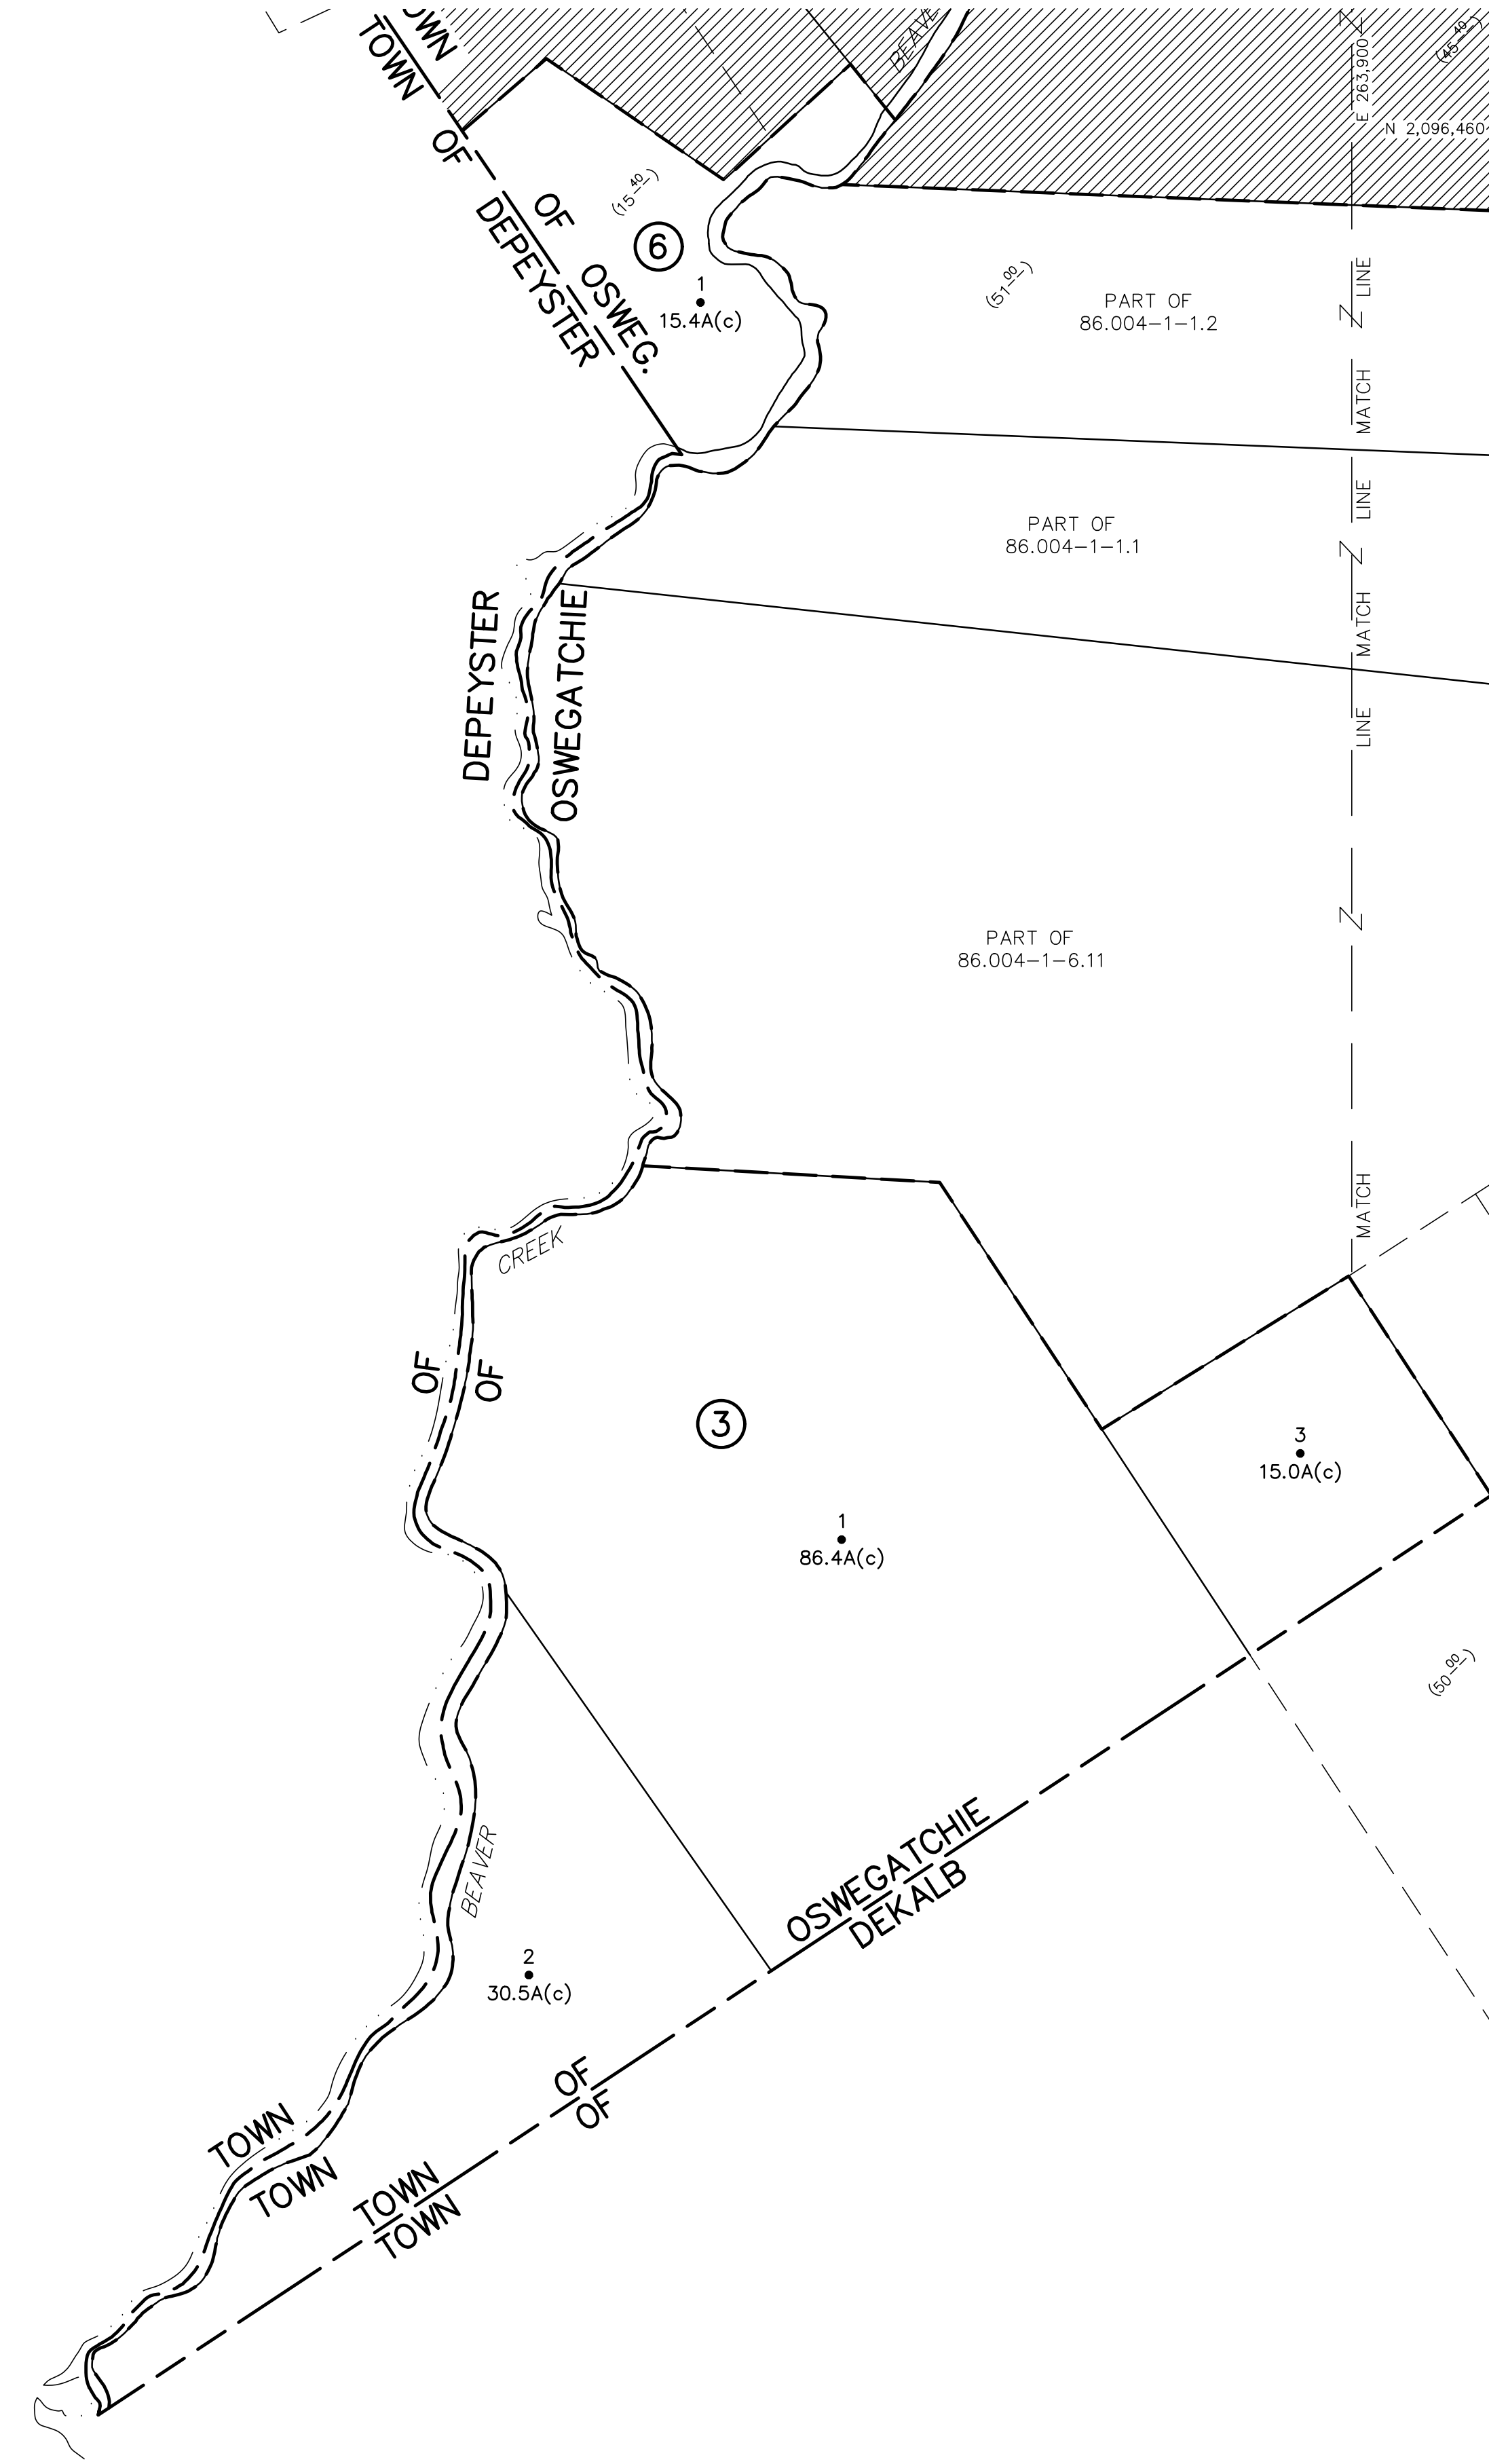 OWN
TOWN
OF
DEPEYSTER
OF
OSWEG.
(15.40)
6
1
15.4A(c)
E 263,900
N 2,096,460
(45.40)
(51.00)
PART OF
86.004-1-1.2
LINE
MATCH
PART OF
86.004-1-1.1
LINE
MATCH
DEPEYSTER
OSWEGATCHIE
LINE
PART OF
86.004-1-6.11
MATCH
CREEK
OF
OF
3
3
15.0A(c)
1
86.4A(c)
(50.00)
BEAVER
OSWEGATCHIE
DEKALB
2
30.5A(c)
OF
OF
TOWN
TOWN
TOWN
TOWN